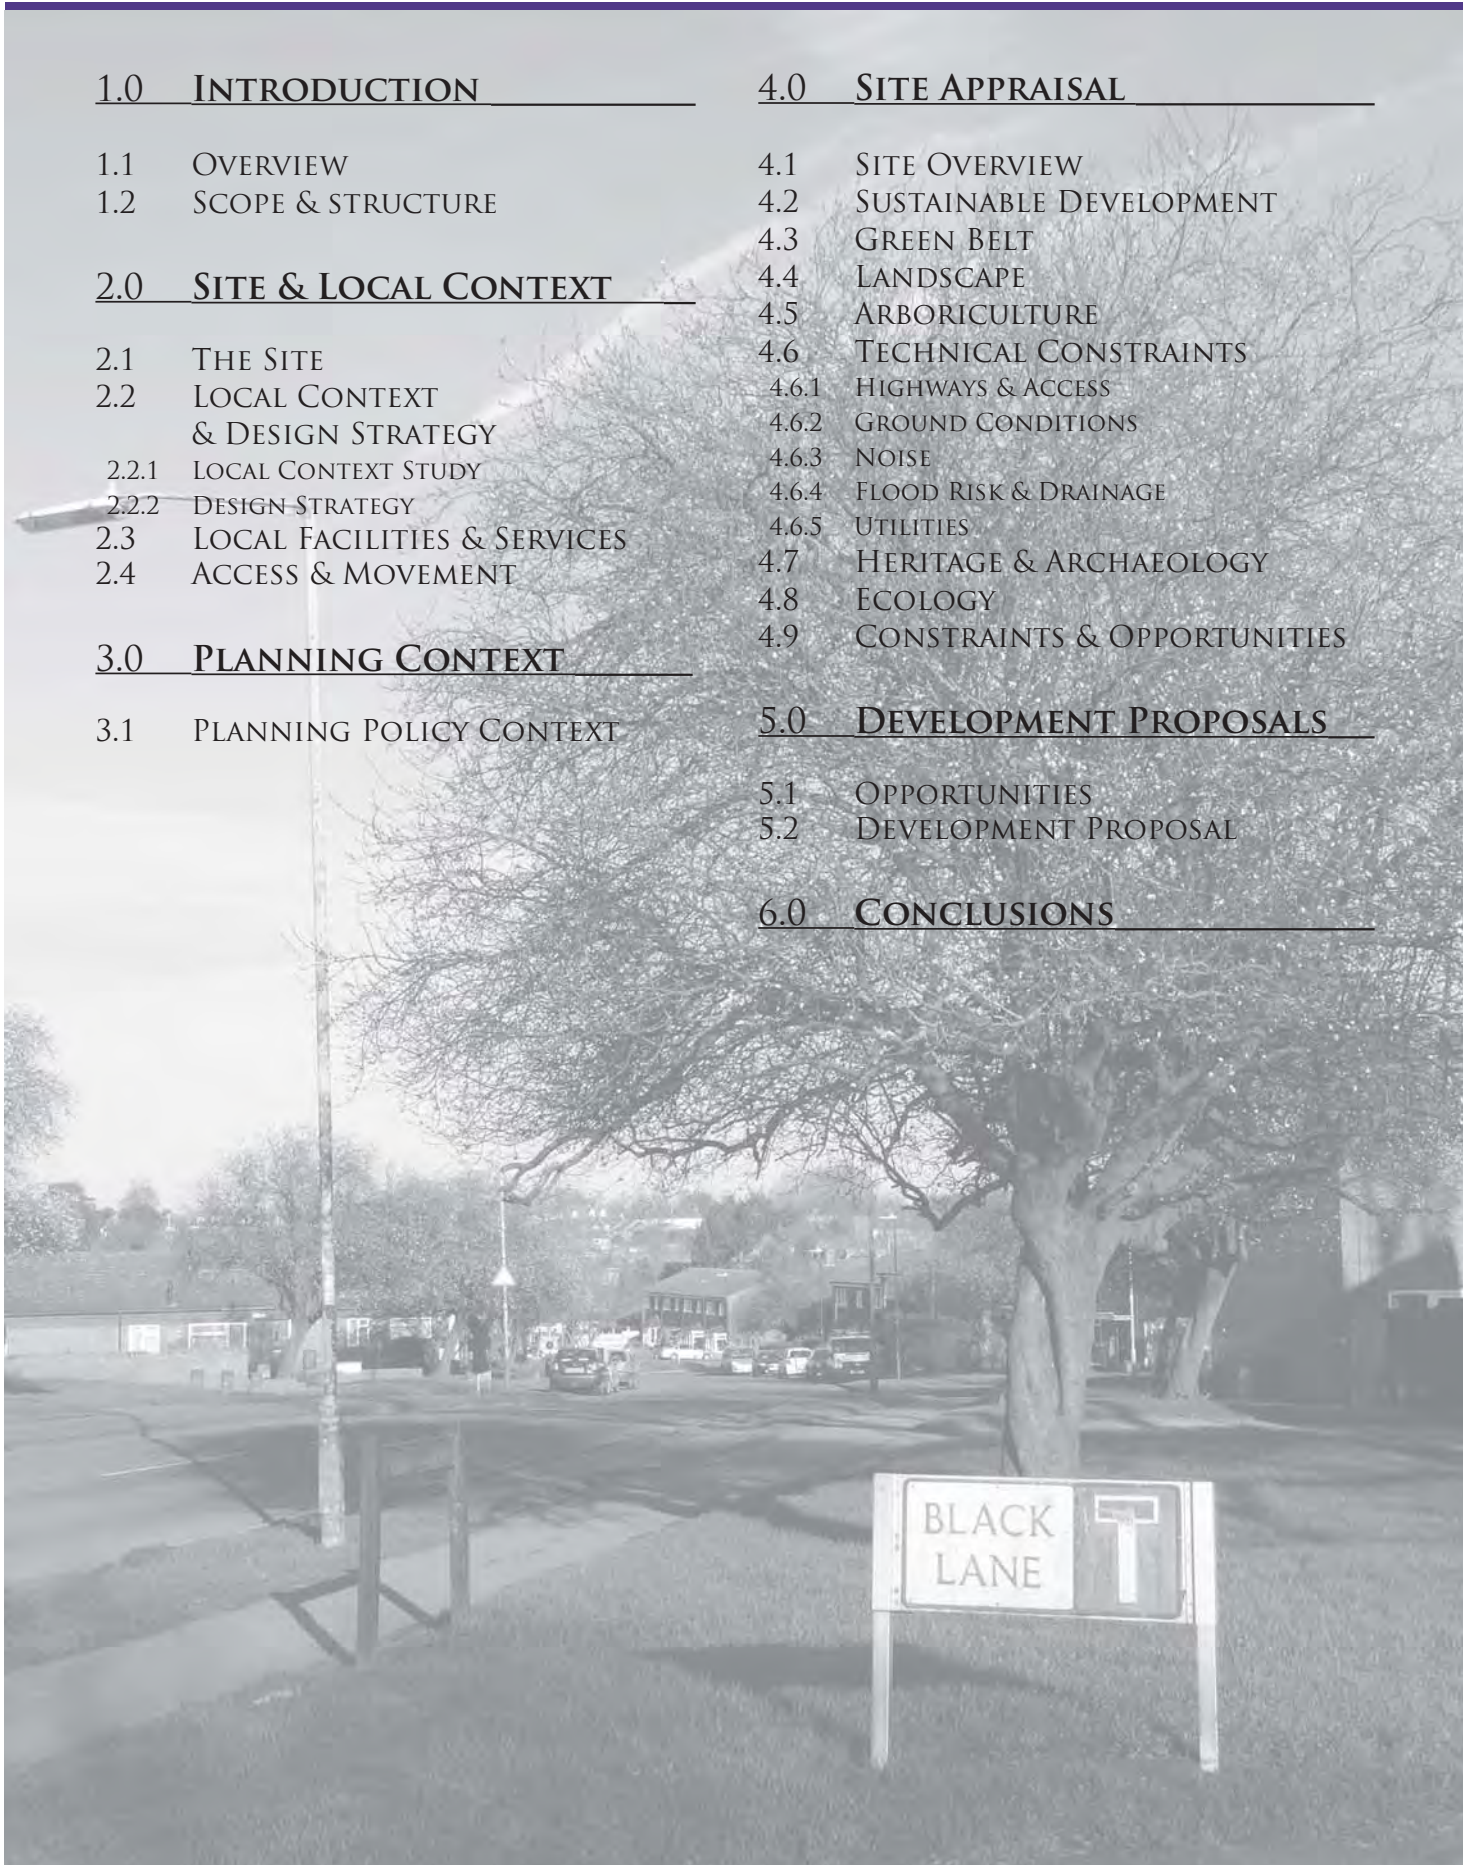 1.0 Introduction
1.1 Overview
1.2 Scope & structure
2.0 Site & Local Context
2.1 The Site
2.2 Local Context
& Design Strategy
2.2.1 Local Context Study
2.2.2 Design Strategy
2.3 Local Facilities & Services
2.4 Access & Movement
3.0 Planning Context
3.1 Planning Policy Context
4.0 Site Appraisal
4.1 Site Overview
4.2 Sustainable Development
4.3 Green Belt
4.4 Landscape
4.5 Arboriculture
4.6 Technical Constraints
4.6.1 Highways & Access
4.6.2 Ground Conditions
4.6.3 Noise
4.6.4 Flood Risk & Drainage
4.6.5 Utilities
4.7 Heritage & Archaeology
4.8 Ecology
4.9 Constraints & Opportunities
5.0 Development Proposals
5.1 Opportunities
5.2 Development Proposal
6.0 Conclusions
BLACK
LANE